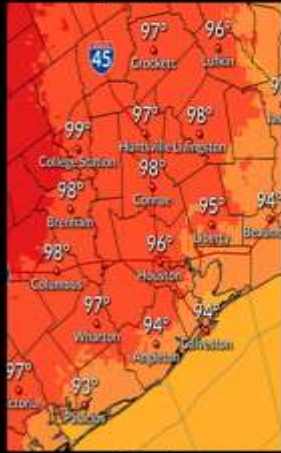 97° 96°
45
Crockett Lufkin
97° 98°
99°
Huntsville Livingston
College Station
98°
98° Conroe
95° 94°
Brenham
Liberty
98° 96°
Columbus Houston
97° 94° 94°
Wharton Galveston
Angleton
97° 93°
Palacios